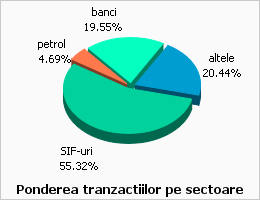 banci
19.55%
petrol
4.69%
altele
20.44%
SIF-uri
55.32%
Ponderea tranzactiilor pe sectoare